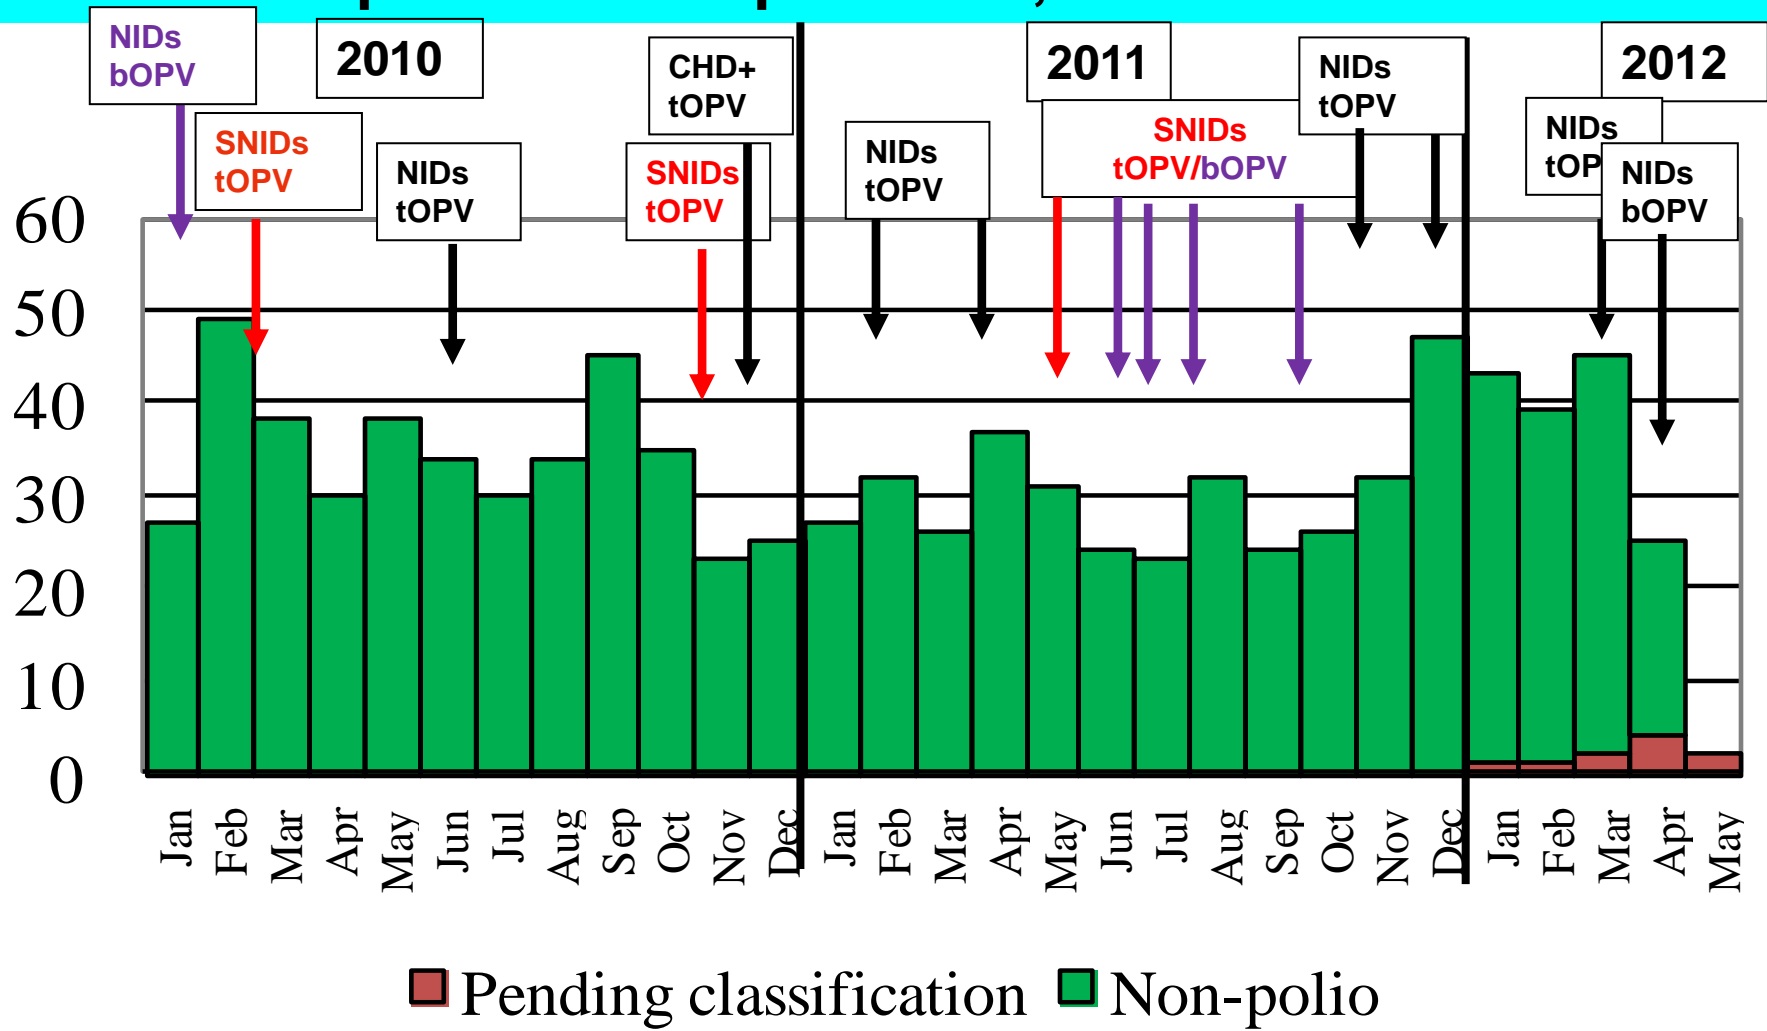 NIDs
bOPV
2010
SNIDs
tOPV
NIDs
tOPV
CHD+
tOPV
SNIDs
tOPV
NIDs
tOPV
2011
SNIDs
tOPV/bOPV
NIDs
tOPV
2012
NIDs
tOP
NIDs
bOPV
60
50
40
30
20
10
0
Jan Feb Mar Apr May Jun Jul Aug Sep Oct Nov Dec Jan Feb Mar Apr May Jun Jul Aug Sep Oct Nov Dec Jan Feb Mar Apr May
Pending classification Non-polio